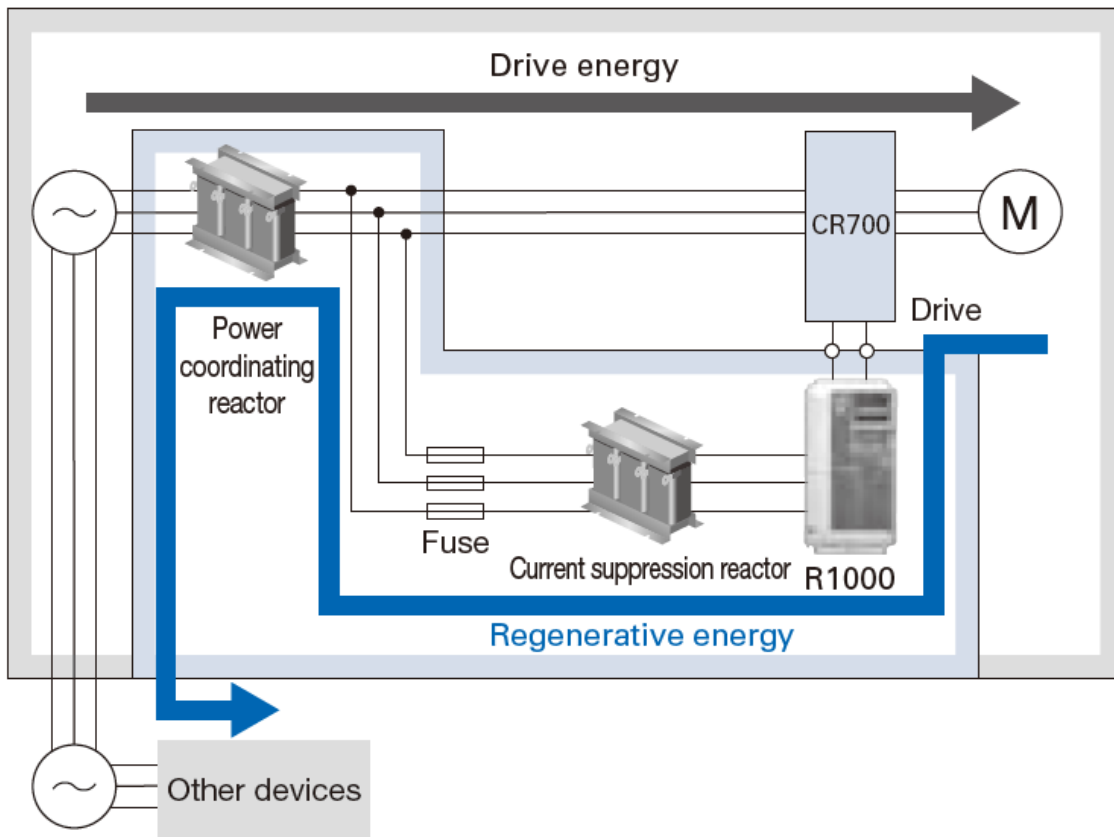 Drive energy
CR700
M
Drive
Power
coordinating
reactor
Fuse
Current suppression reactor
R1000
Regenerative energy
Other devices